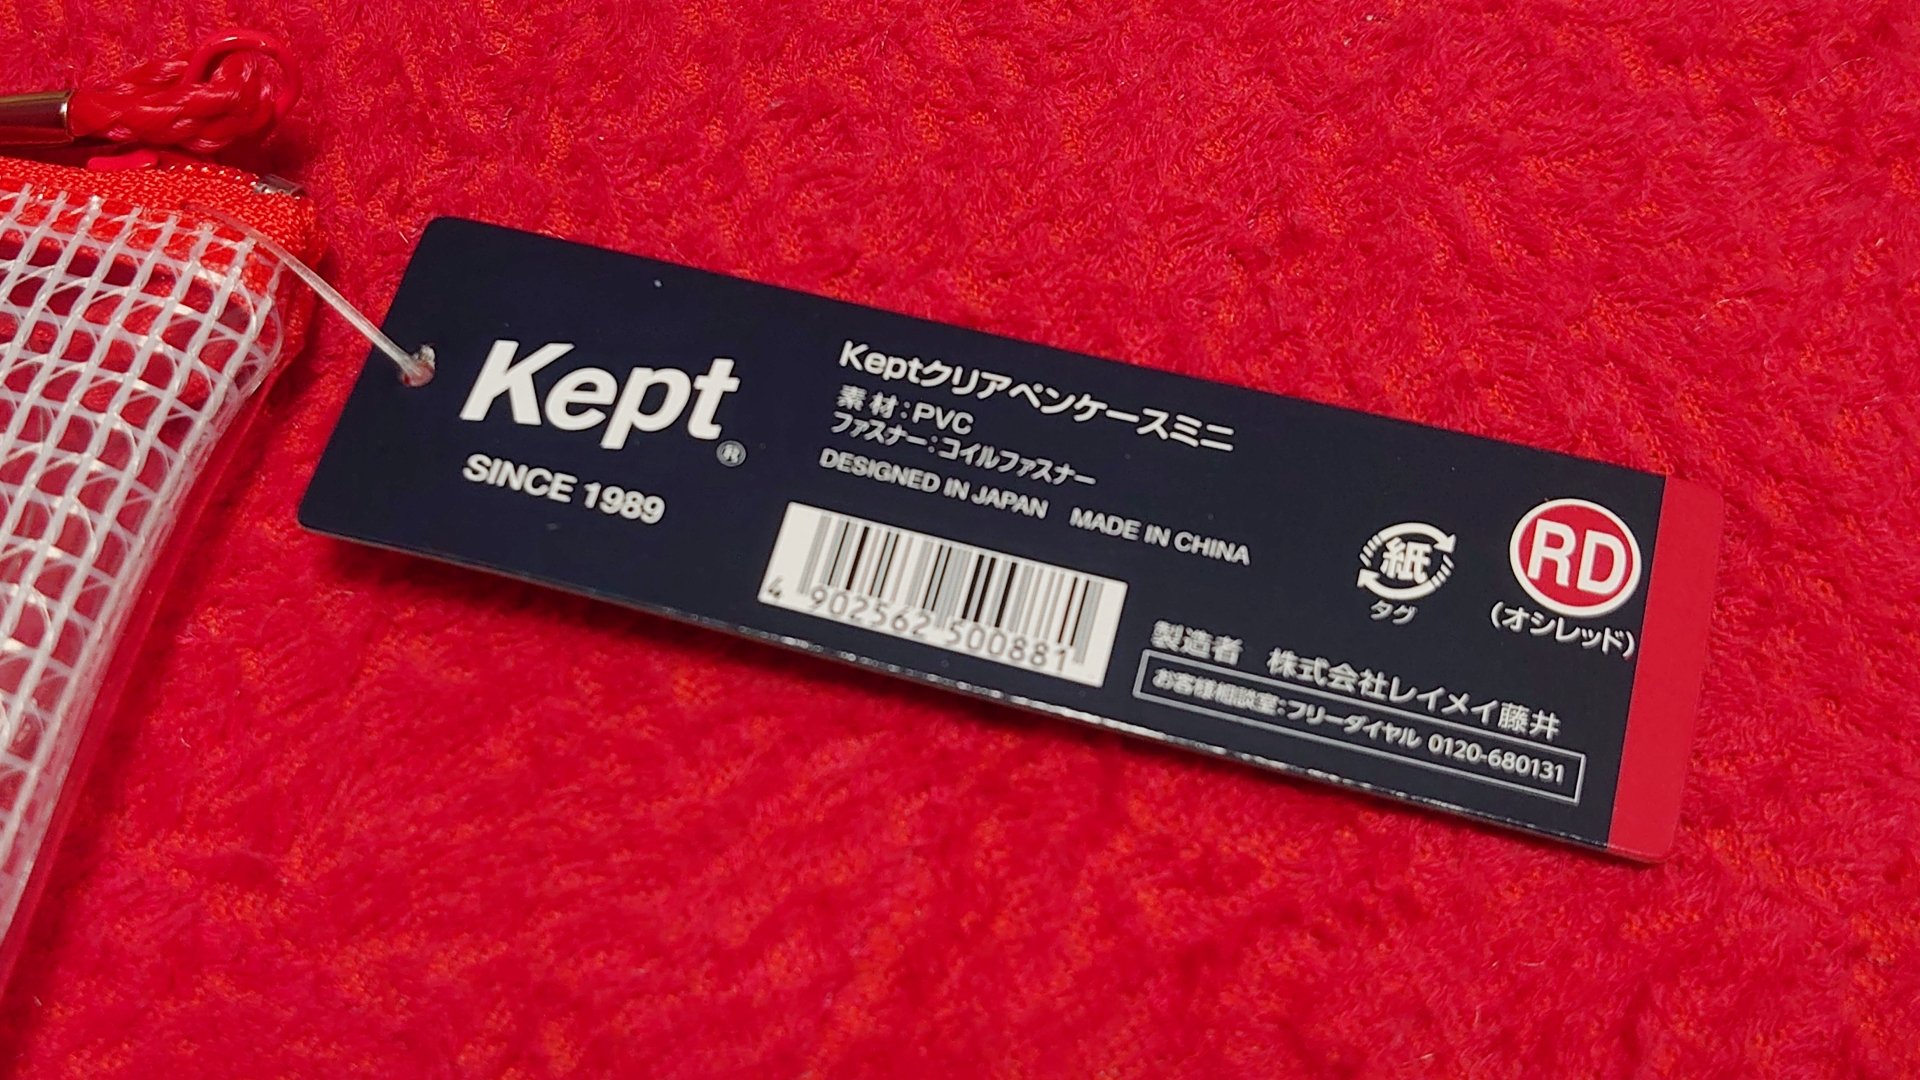 Kept®
SINCE 1989
Keptクリアペンケースミニ
素材:PVC
ファスナー:コイルファスナー
DESIGNED IN JAPAN MADE IN CHINA
4 902562 500881
紙
タグ
RD
(オシレッド)
製造者 株式会社レイメイ藤井
お客様相談室:フリーダイヤル 0120-680131